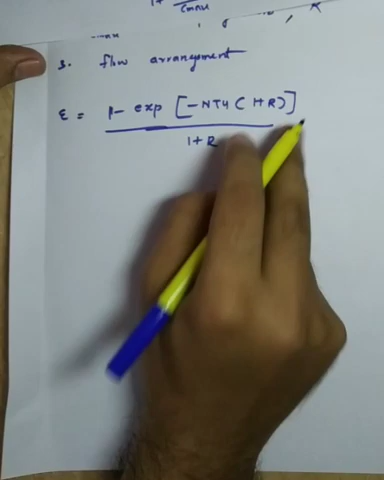 3. flow arrangement
ε = 1- exp [-NTU (1+R)]
1+R